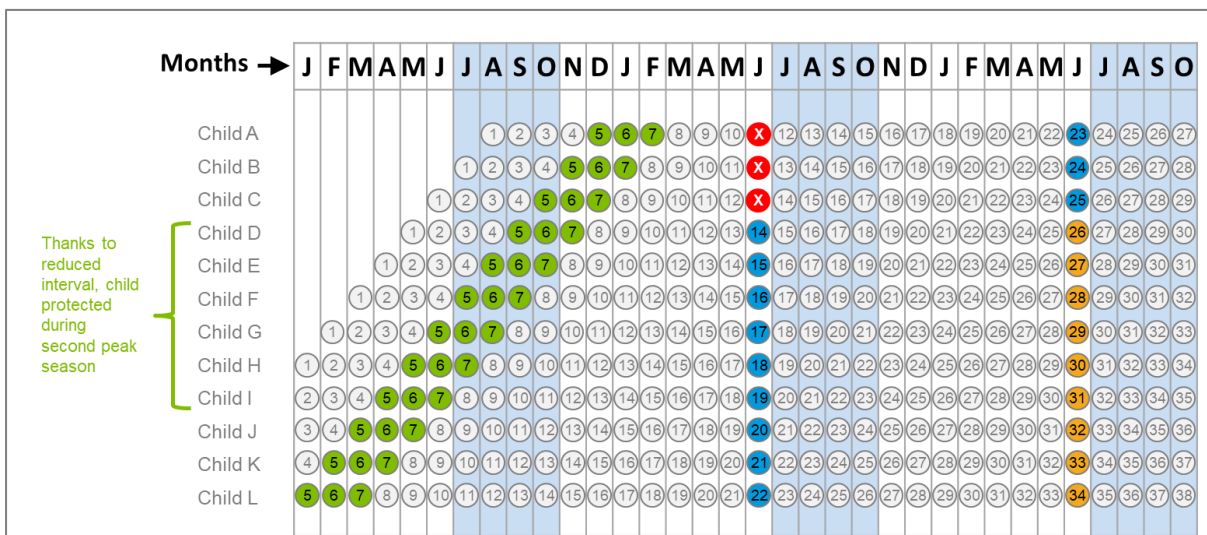 Months J F M A M J J A S O N D J F M A M J J A S O N D J F M A M J J A S O
Child A 1 2 3 4 5 6 7 8 9 10 X 12 13 14 15 16 17 18 19 20 21 22 23 24 25 26 27
Child B 1 2 3 4 5 6 7 8 9 10 11 X 13 14 15 16 17 18 19 20 21 22 23 24 25 26 27 28
Child C 1 2 3 4 5 6 7 8 9 10 11 12 X 14 15 16 17 18 19 20 21 22 23 24 25 26 27 28 29
Child D 1 2 3 4 5 6 7 8 9 10 11 12 13 14 15 16 17 18 19 20 21 22 23 24 25 26 27 28 29 30
Child E 1 2 3 4 5 6 7 8 9 10 11 12 13 14 15 16 17 18 19 20 21 22 23 24 25 26 27 28 29 30 31
Child F 1 2 3 4 5 6 7 8 9 10 11 12 13 14 15 16 17 18 19 20 21 22 23 24 25 26 27 28 29 30 31 32
Child G 1 2 3 4 5 6 7 8 9 10 11 12 13 14 15 16 17 18 19 20 21 22 23 24 25 26 27 28 29 30 31 32 33
Child H 1 2 3 4 5 6 7 8 9 10 11 12 13 14 15 16 17 18 19 20 21 22 23 24 25 26 27 28 29 30 31 32 33 34
Child I 2 3 4 5 6 7 8 9 10 11 12 13 14 15 16 17 18 19 20 21 22 23 24 25 26 27 28 29 30 31 32 33 34 35
Child J 3 4 5 6 7 8 9 10 11 12 13 14 15 16 17 18 19 20 21 22 23 24 25 26 27 28 29 30 31 32 33 34 35 36
Child K 4 5 6 7 8 9 10 11 12 13 14 15 16 17 18 19 20 21 22 23 24 25 26 27 28 29 30 31 32 33 34 35 36 37
Child L 5 6 7 8 9 10 11 12 13 14 15 16 17 18 19 20 21 22 23 24 25 26 27 28 29 30 31 32 33 34 35 36 37 38
Thanks to
reduced
interval, child
protected
during
second peak
season